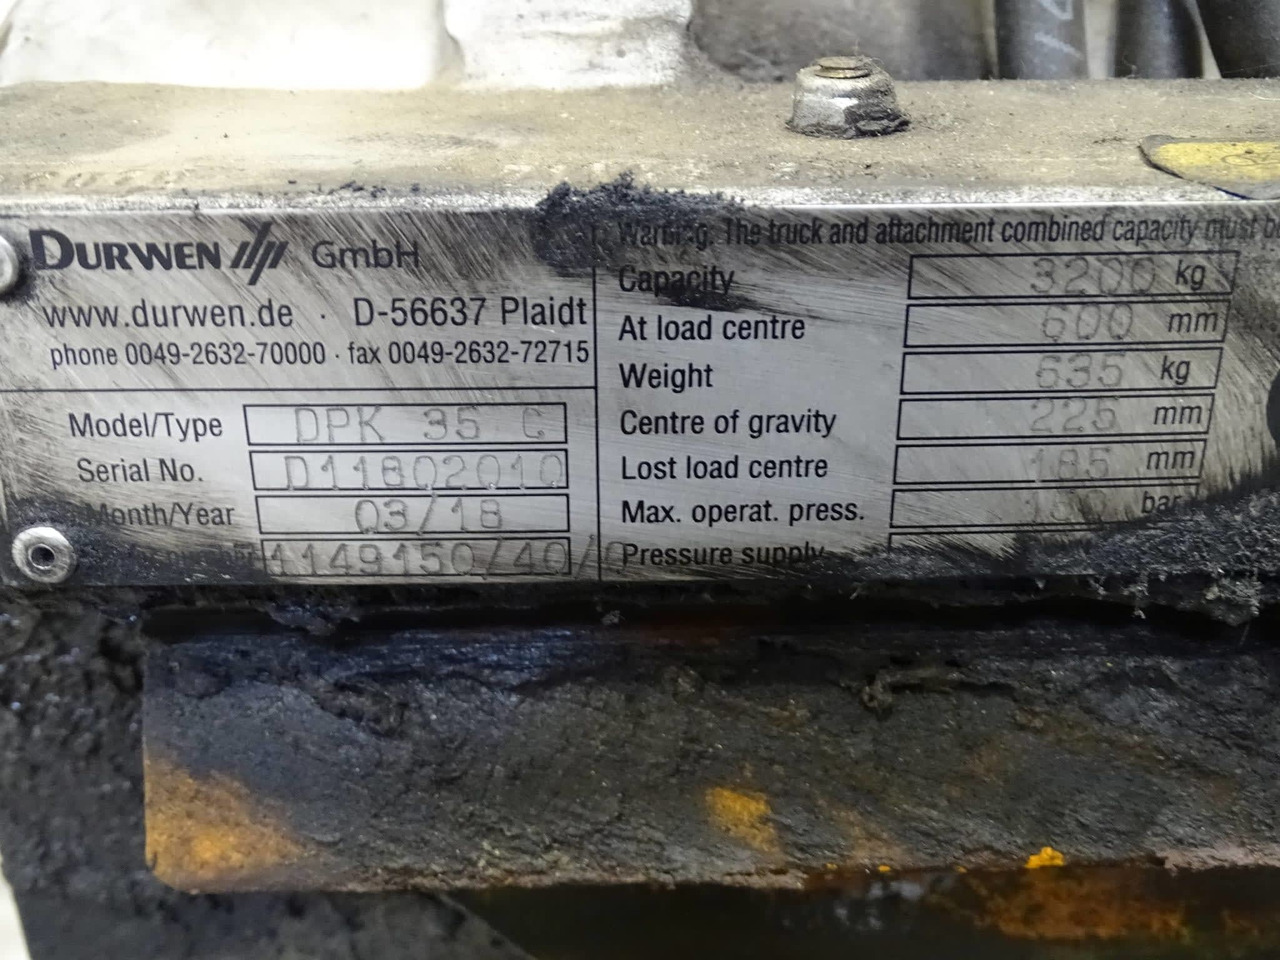 DURWEN GmbH
www.durwen.de · D-56637 Plaidt
phone 0049-2632-70000 · fax 0049-2632-72715
Model/Type DPK 35 C
Serial No. D11802010
Month/Year 03/18
1149150/40/0
Warning. The truck and attachment combined capacity must be
Capacity 3200 kg
At load centre 600 mm
Weight 635 kg
Centre of gravity 225 mm
Lost load centre 185 mm
Max. operat. press. bar
Pressure supply